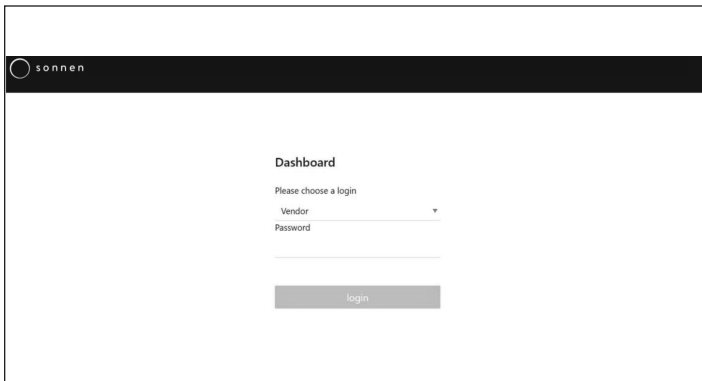 sonnen
Dashboard
Please choose a login
Vendor
Password
login